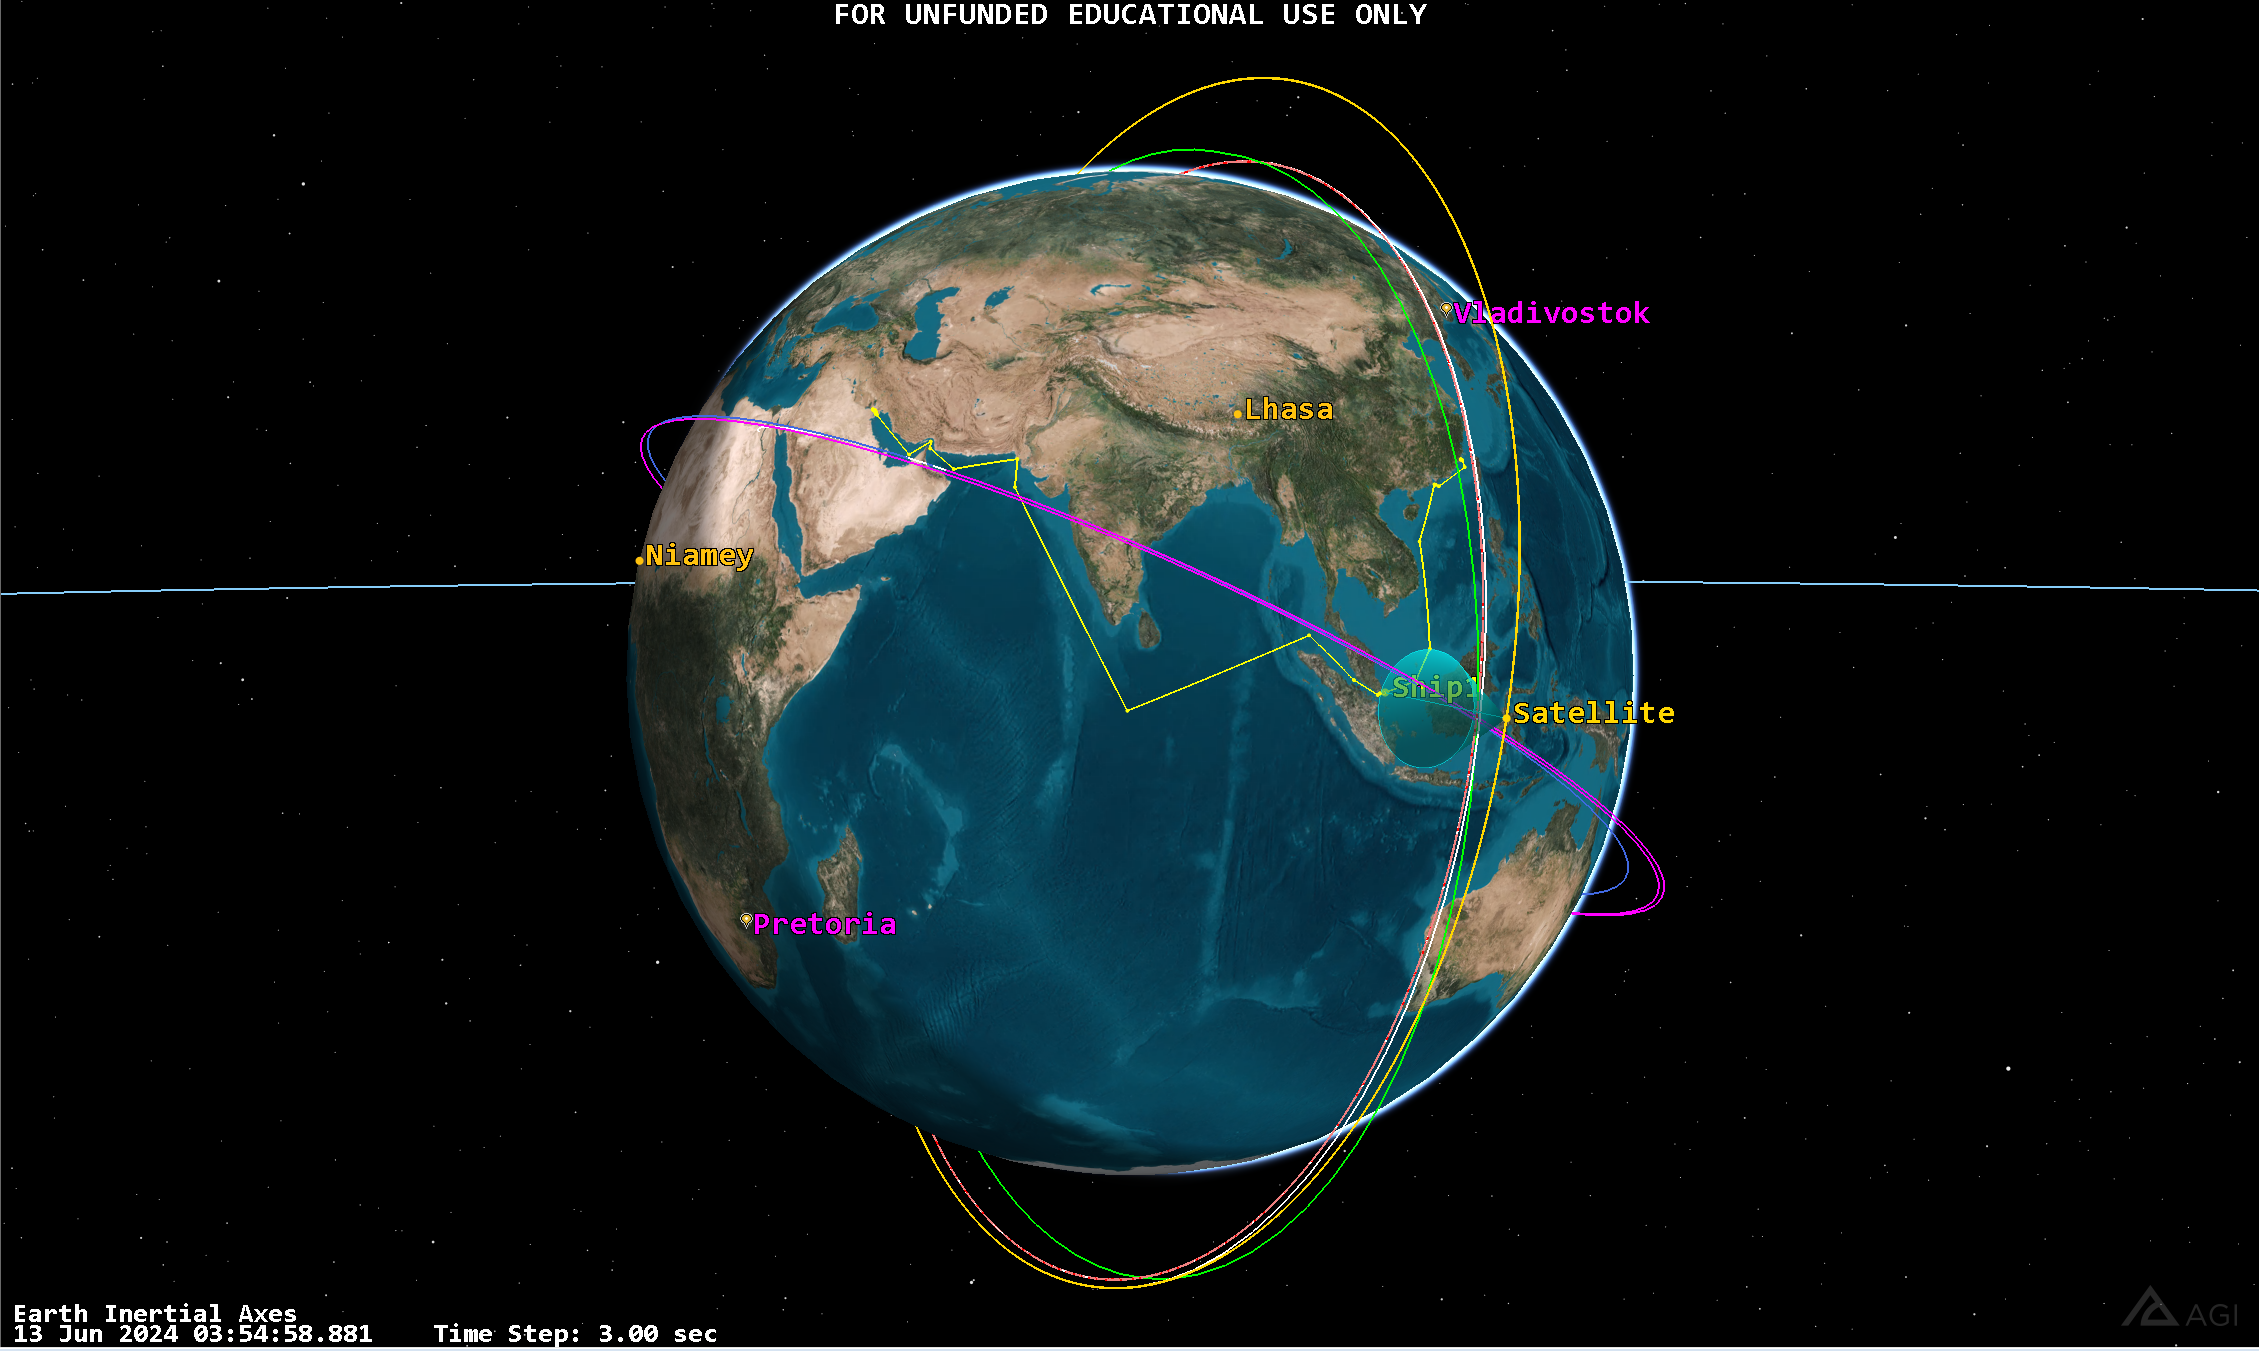 FOR UNFUNDED EDUCATIONAL USE ONLY
Vladivostok
Lhasa
Niamey
Ship1
Satellite
Pretoria
Earth Inertial Axes
13 Jun 2024 03:54:58.881 Time Step: 3.00 sec
AGI